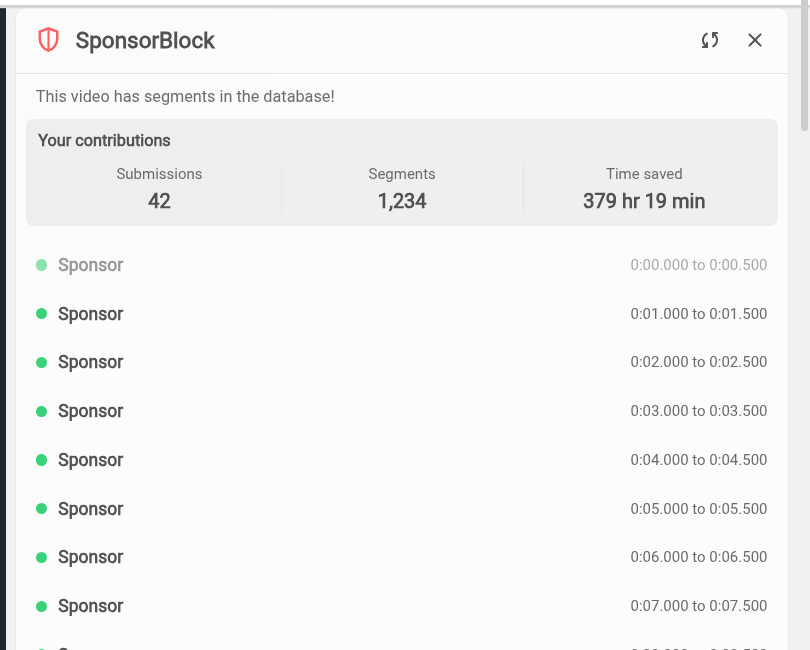 SponsorBlock
This video has segments in the database!
Your contributions
Submissions Segments Time saved
42 1,234 379 hr 19 min
Sponsor 0:00.000 to 0:00.500
Sponsor 0:01.000 to 0:01.500
Sponsor 0:02.000 to 0:02.500
Sponsor 0:03.000 to 0:03.500
Sponsor 0:04.000 to 0:04.500
Sponsor 0:05.000 to 0:05.500
Sponsor 0:06.000 to 0:06.500
Sponsor 0:07.000 to 0:07.500